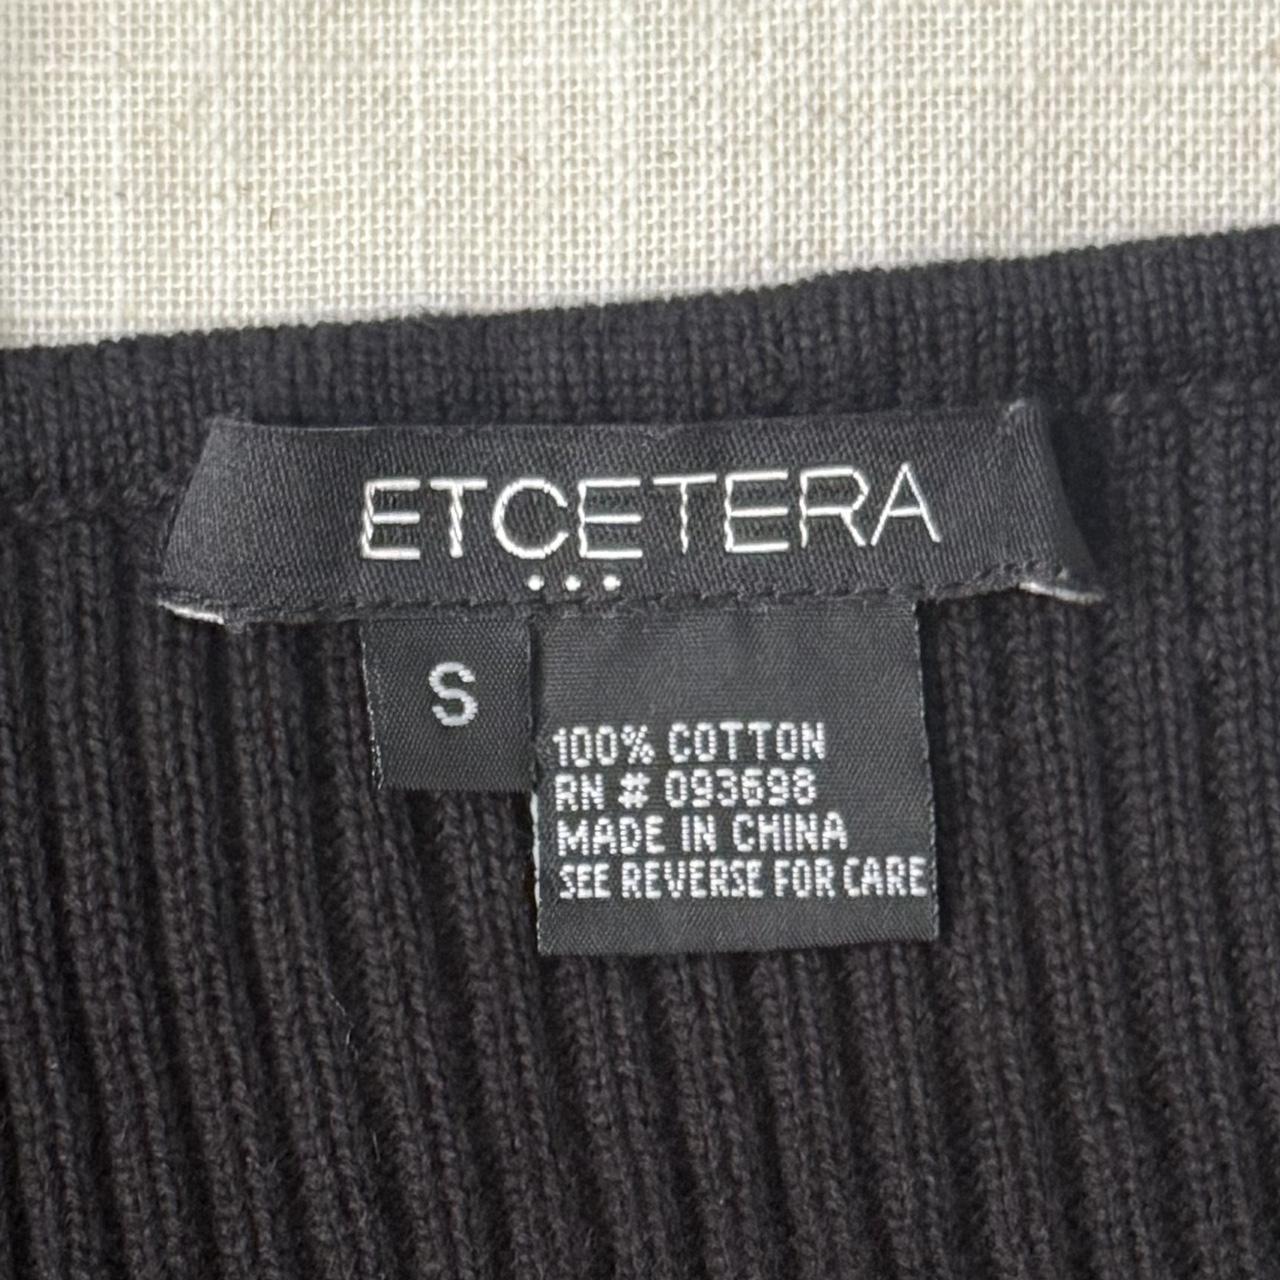 ETCETERA
...
S
100% COTTON
RN # 093698
MADE IN CHINA
SEE REVERSE FOR CARE